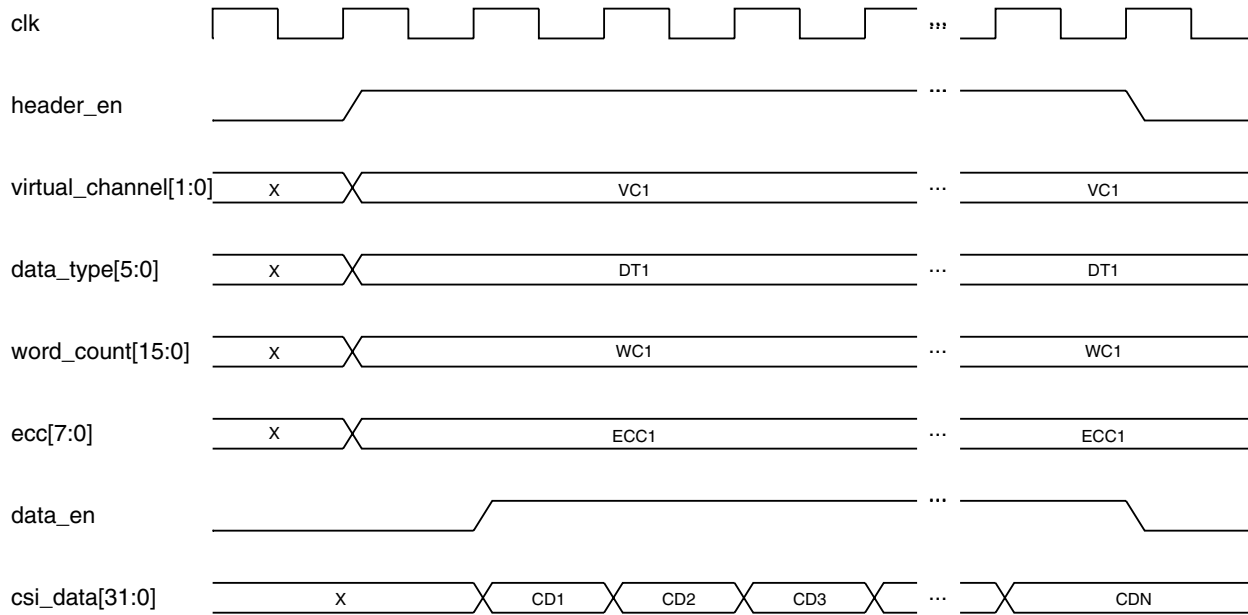 clk ...
header_en ...
virtual_channel[1:0] X VC1 ... VC1
data_type[5:0] X DT1 ... DT1
word_count[15:0] X WC1 ... WC1
ecc[7:0] X ECC1 ... ECC1
data_en ...
csi_data[31:0] X CD1 CD2 CD3 ... CDN